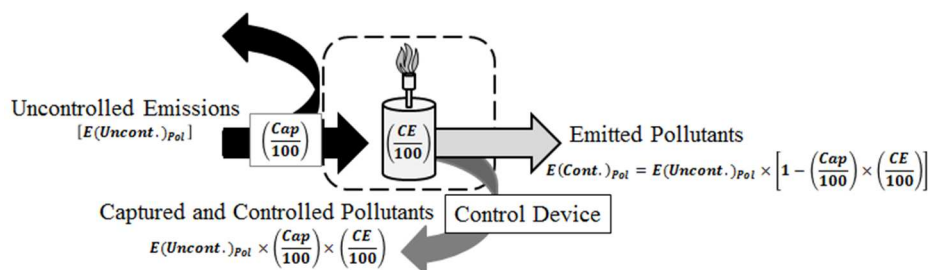 Uncontrolled Emissions
[E(Uncont.)Pol]
(Cap/100)
(CE/100)
Emitted Pollutants
E(Cont.)Pol = E(Uncont.)Pol × [1 − (Cap/100) × (CE/100)]
Captured and Controlled Pollutants
E(Uncont.)Pol × (Cap/100) × (CE/100)
Control Device